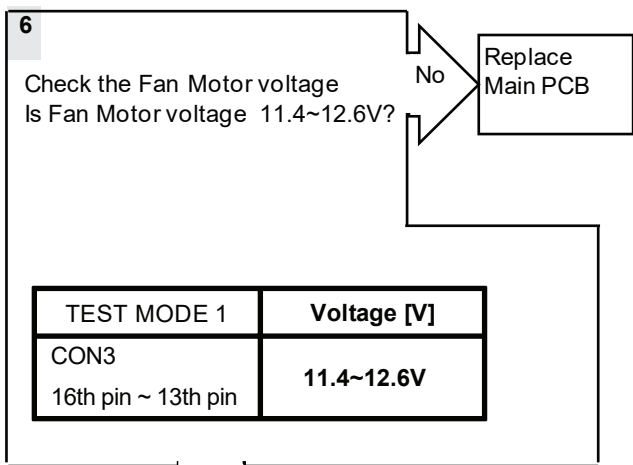 6
Check the Fan Motor voltage
Is Fan Motor voltage 11.4~12.6V?
No
Replace
Main PCB
TEST MODE 1
Voltage [V]
CON3
16th pin ~ 13th pin
11.4~12.6V